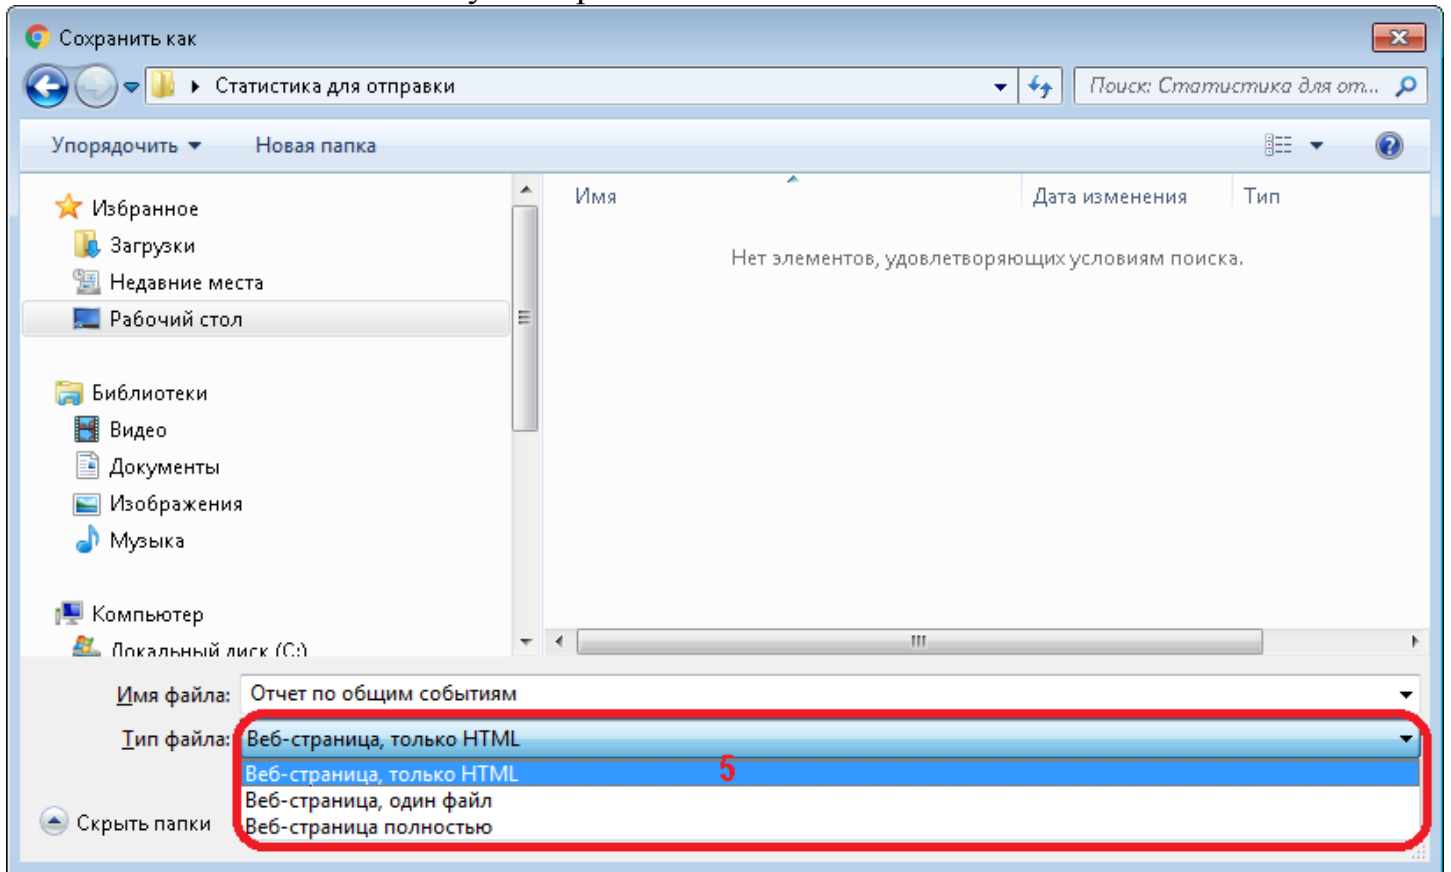 Сохранить как
Статистика для отправки
Поиск: Статистика для от...
Упорядочить
Новая папка
Имя
Дата изменения
Тип
Избранное
Загрузки
Недавние места
Рабочий стол
Нет элементов, удовлетворяющих условиям поиска.
Библиотеки
Видео
Документы
Изображения
Музыка
Компьютер
Локальный диск (C:)
Имя файла: Отчет по общим событиям
Тип файла: Веб-страница, только HTML
Веб-страница, только HTML
5
Веб-страница, один файл
Веб-страница полностью
Скрыть папки